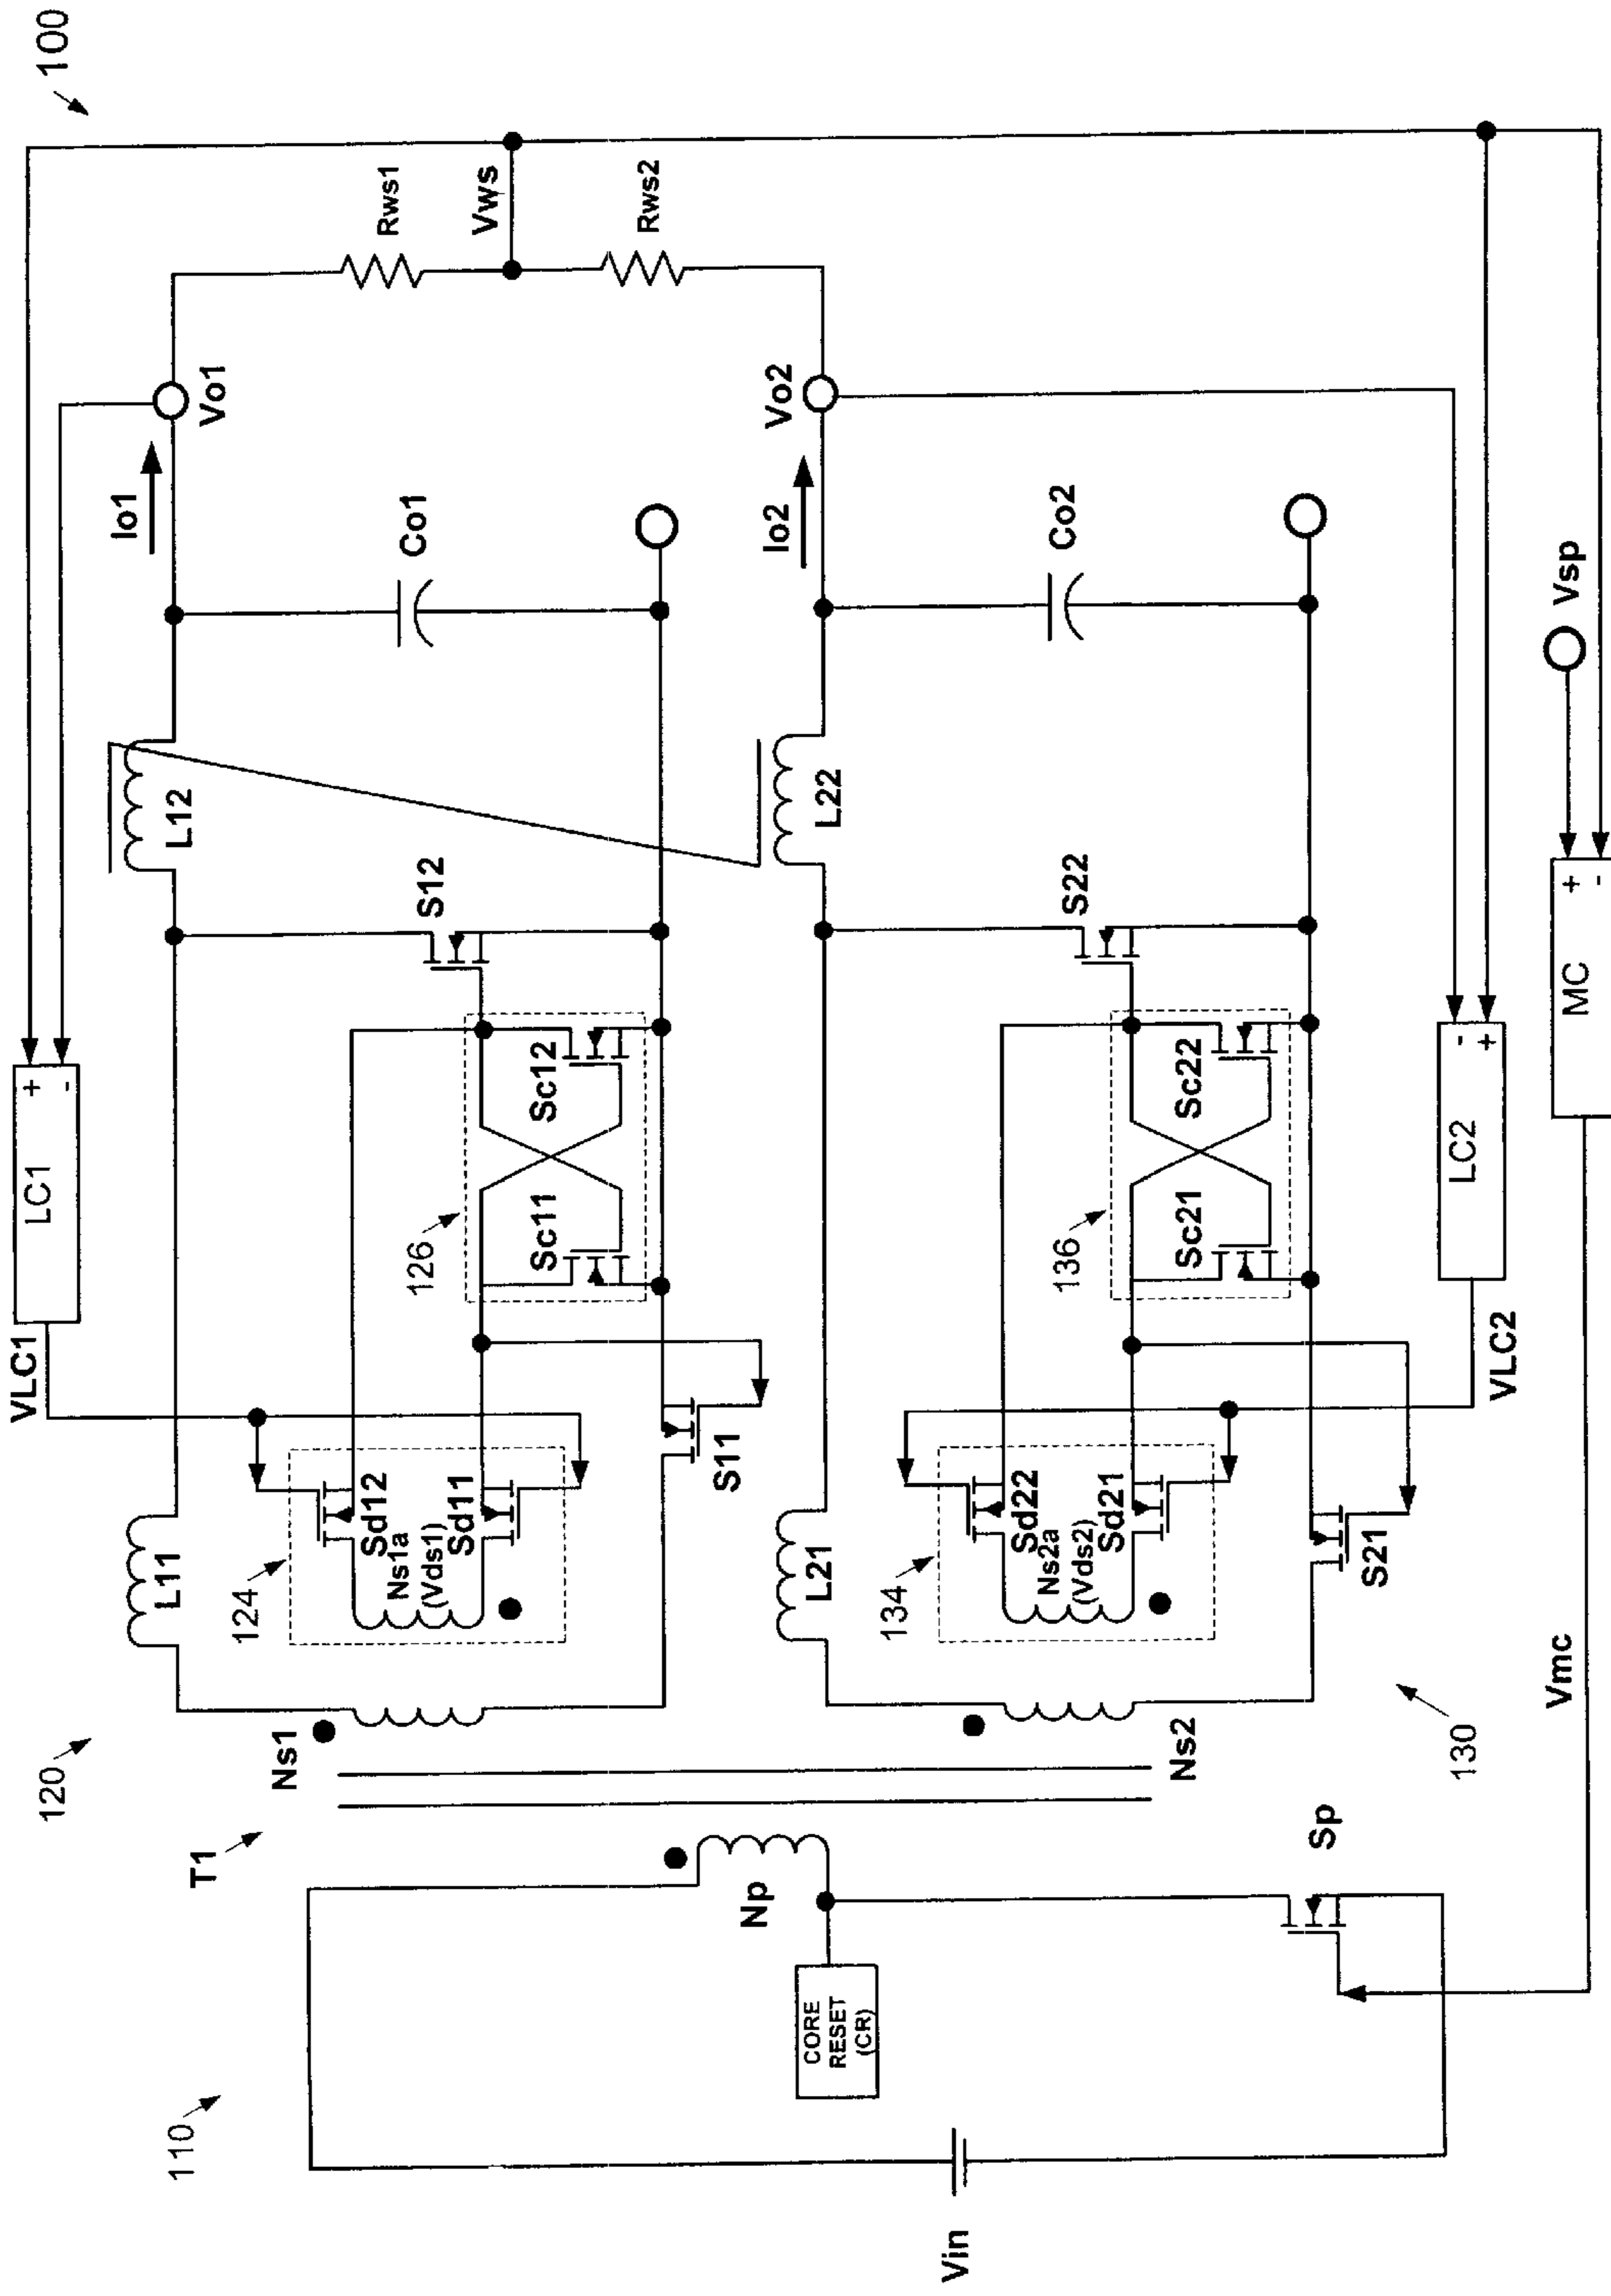 100
120
VLC1
LC1
+
-
L11
L12
Io1
Vo1
Rws1
Vws
Rws2
124
Sd12
Ns1a
(Vds1)
Sd11
126
Sc11
Sc12
S12
Co1
S11
Ns1
T1
110
Np
CORE
RESET
(CR)
Vin
Sp
L21
L22
Io2
Vo2
134
Sd22
Ns2a
(Vds2)
Sd21
136
Sc21
Sc22
S22
Co2
S21
Ns2
130
VLC2
LC2
-
+
Vmc
MC
+
-
Vsp